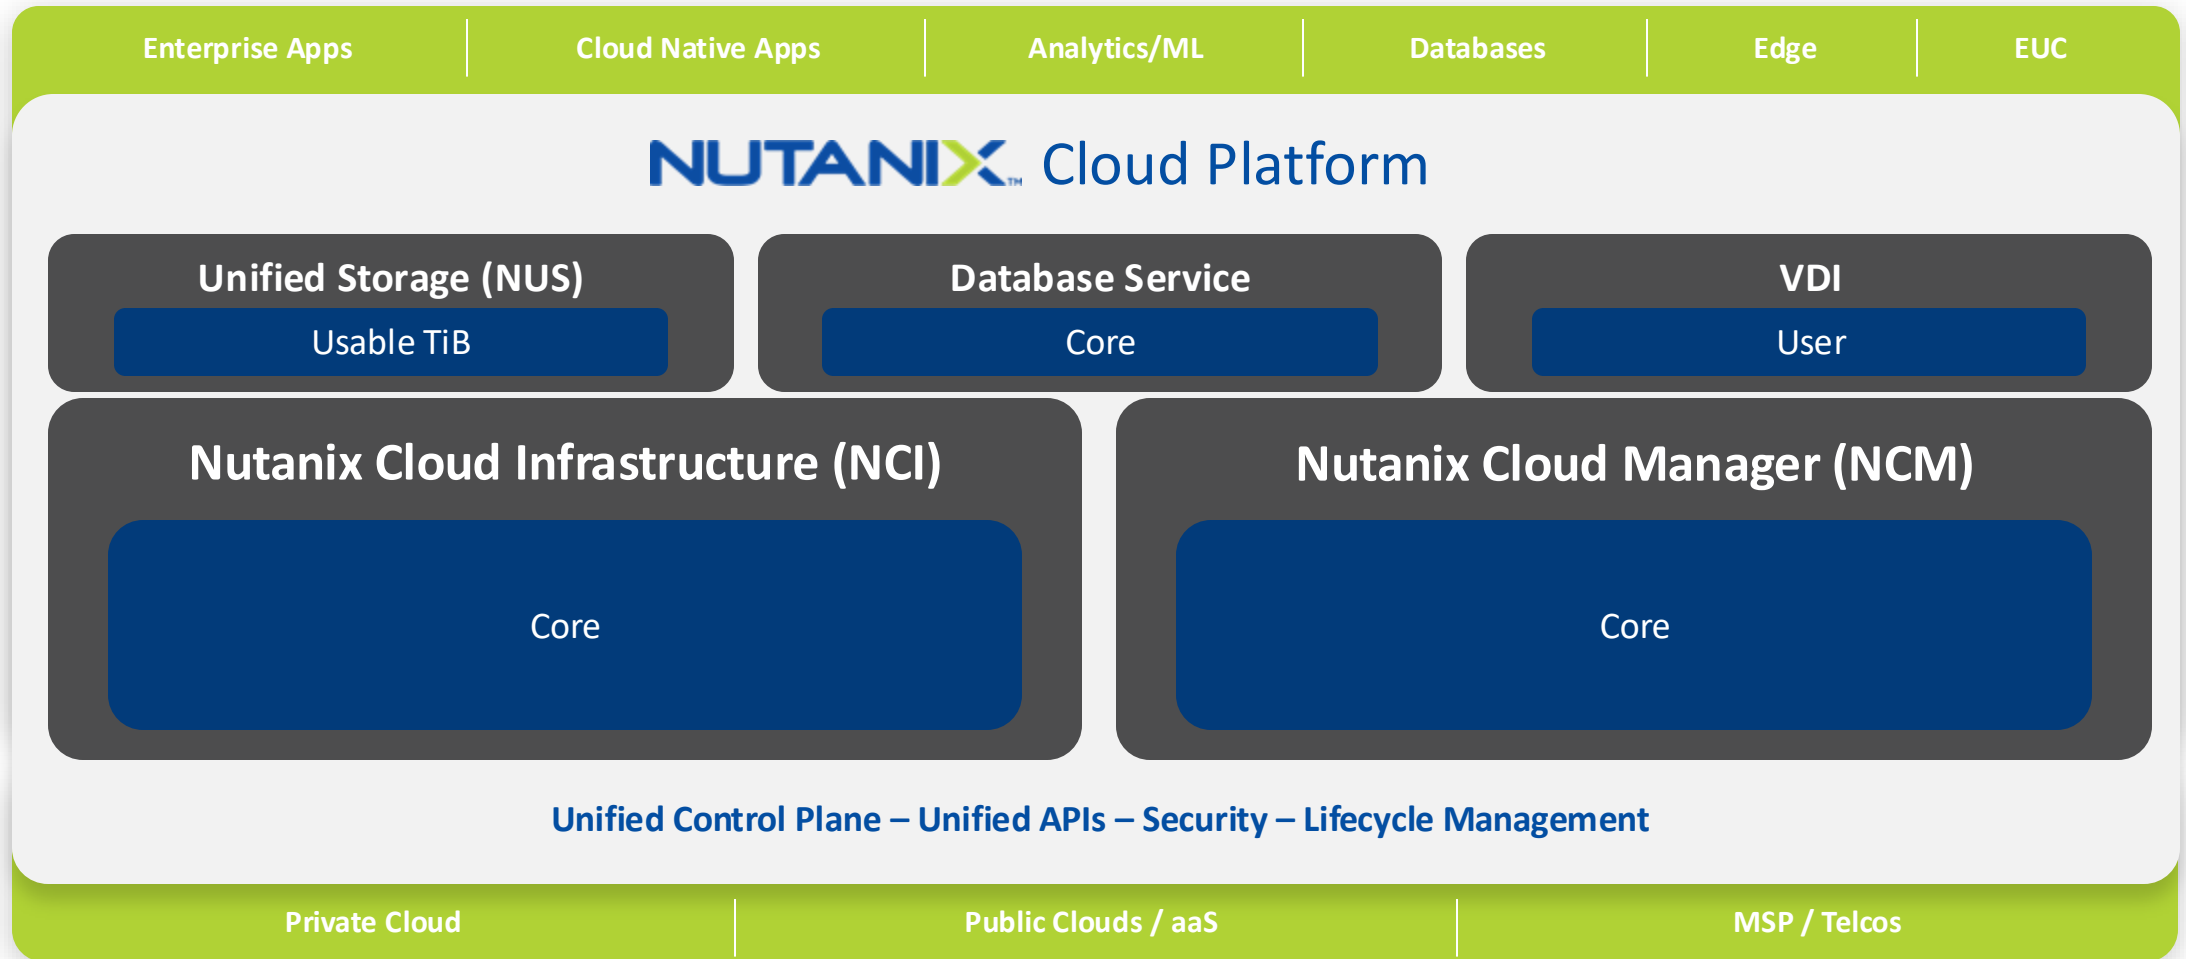 Enterprise Apps
Cloud Native Apps
Analytics/ML
Databases
Edge
EUC
NUTANIX™ Cloud Platform
Unified Storage (NUS)
Usable TiB
Database Service
Core
VDI
User
Nutanix Cloud Infrastructure (NCI)
Core
Nutanix Cloud Manager (NCM)
Core
Unified Control Plane – Unified APIs – Security – Lifecycle Management
Private Cloud
Public Clouds / aaS
MSP / Telcos